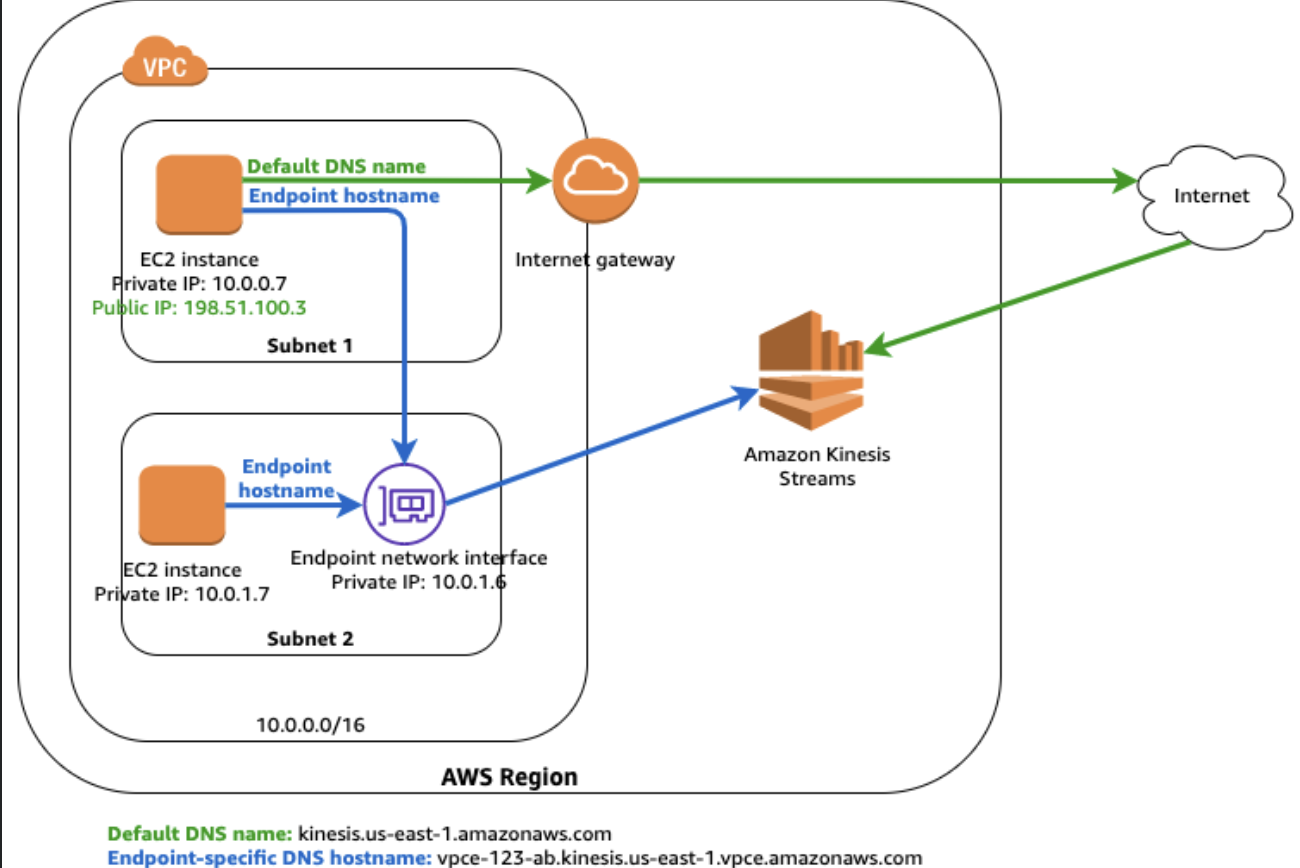 VPC
Default DNS name
Endpoint hostname
EC2 instance
Private IP: 10.0.0.7
Public IP: 198.51.100.3
Subnet 1
Internet gateway
Internet
Amazon Kinesis
Streams
Endpoint
hostname
EC2 instance
Private IP: 10.0.1.7
Endpoint network interface
Private IP: 10.0.1.6
Subnet 2
10.0.0.0/16
AWS Region
Default DNS name: kinesis.us-east-1.amazonaws.com
Endpoint-specific DNS hostname: vpce-123-ab.kinesis.us-east-1.vpce.amazonaws.com